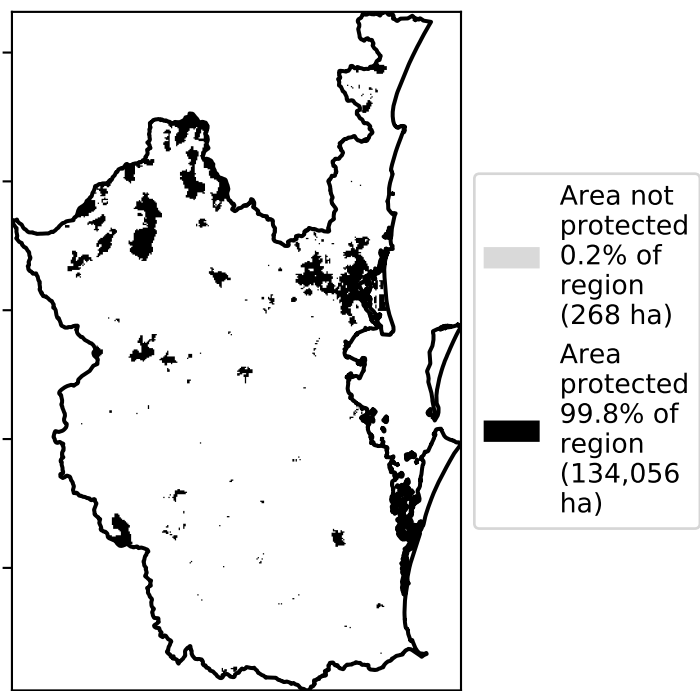 Area not
protected
0.2% of
region
(268 ha)
Area
protected
99.8% of
region
(134,056
ha)